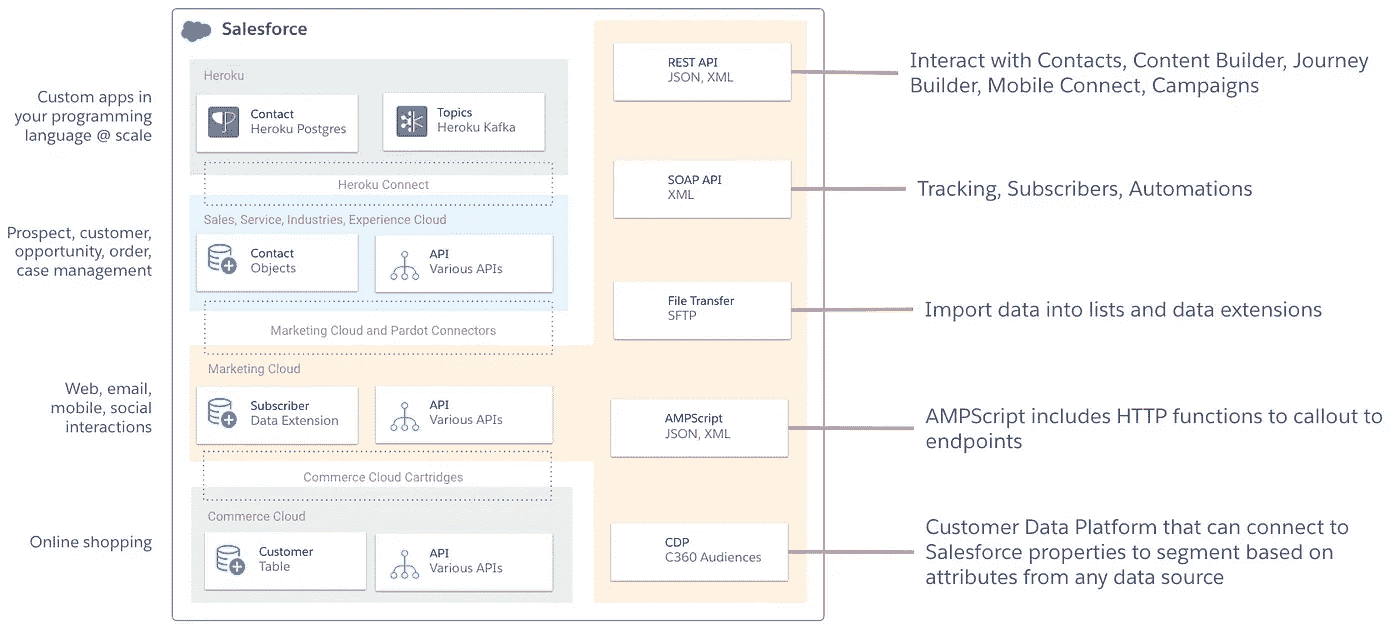 Salesforce
Custom apps in
your programming
language @ scale
Heroku
Contact
Heroku Postgres
Topics
Heroku Kafka
Heroku Connect
Prospect, customer,
opportunity, order,
case management
Sales, Service, Industries, Experience Cloud
Contact
Objects
API
Various APIs
Marketing Cloud and Pardot Connectors
Web, email,
mobile, social
interactions
Marketing Cloud
Subscriber
Data Extension
API
Various APIs
Commerce Cloud Cartridges
Online shopping
Commerce Cloud
Customer
Table
API
Various APIs
REST API
JSON, XML
Interact with Contacts, Content Builder, Journey
Builder, Mobile Connect, Campaigns
SOAP API
XML
Tracking, Subscribers, Automations
File Transfer
SFTP
Import data into lists and data extensions
AMPScript
JSON, XML
AMPScript includes HTTP functions to callout to
endpoints
CDP
C360 Audiences
Customer Data Platform that can connect to
Salesforce properties to segment based on
attributes from any data source